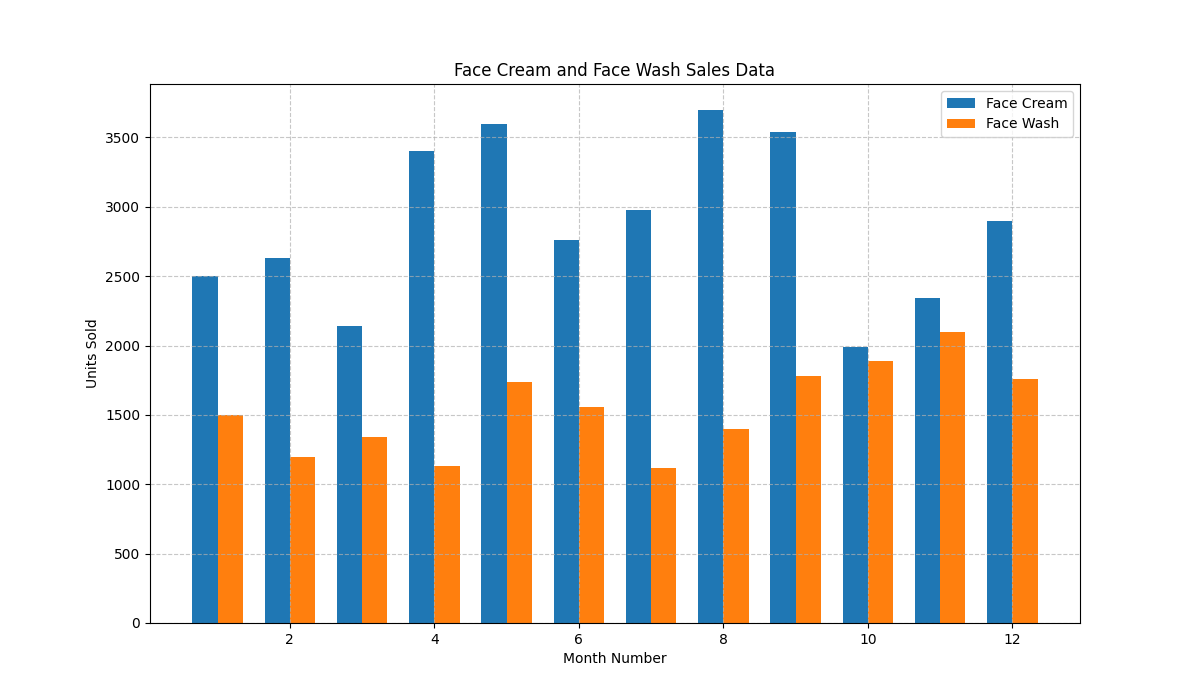 Face Cream and Face Wash Sales Data
Face Cream
Face Wash
3500
3000
2500
2000
1500
1000
500
0
Units Sold
2 4 6 8 10 12
Month Number